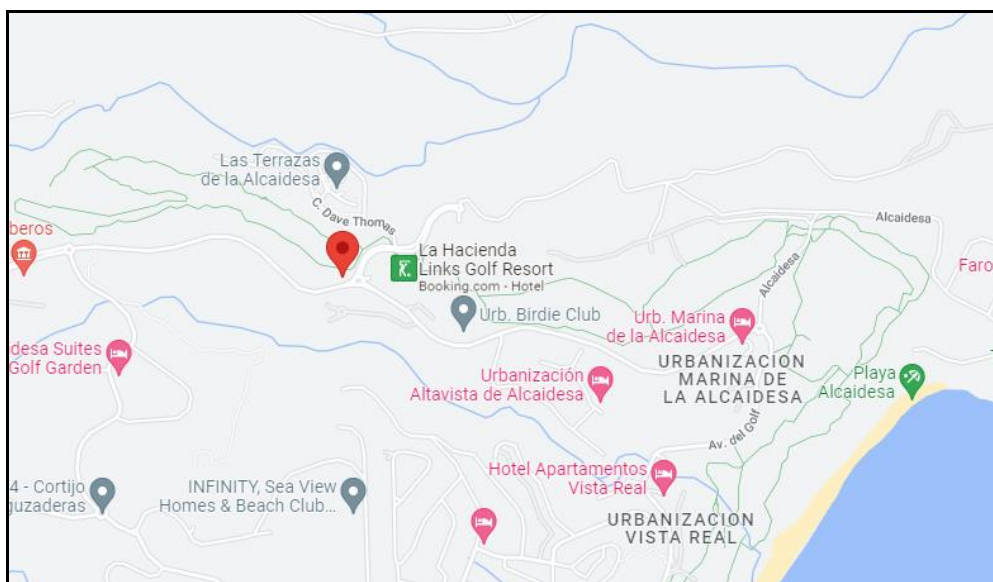 Las Terrazas
de la Alcaidesa
C. Dave Thomas
beros
La Hacienda
Links Golf Resort
Booking.com - Hotel
Alcaidesa
Alcaidesa
Faro
Urb. Birdie Club
Urb. Marina
de la Alcaidesa
desa Suites
Golf Garden
URBANIZACION
MARINA DE
LA ALCAIDESA
Urbanización
Altavista de Alcaidesa
Playa
Alcaidesa
Av. del Golf
Hotel Apartamentos
Vista Real
4 - Cortijo
guzaderas
INFINITY, Sea View
Homes & Beach Club...
URBANIZACION
VISTA REAL